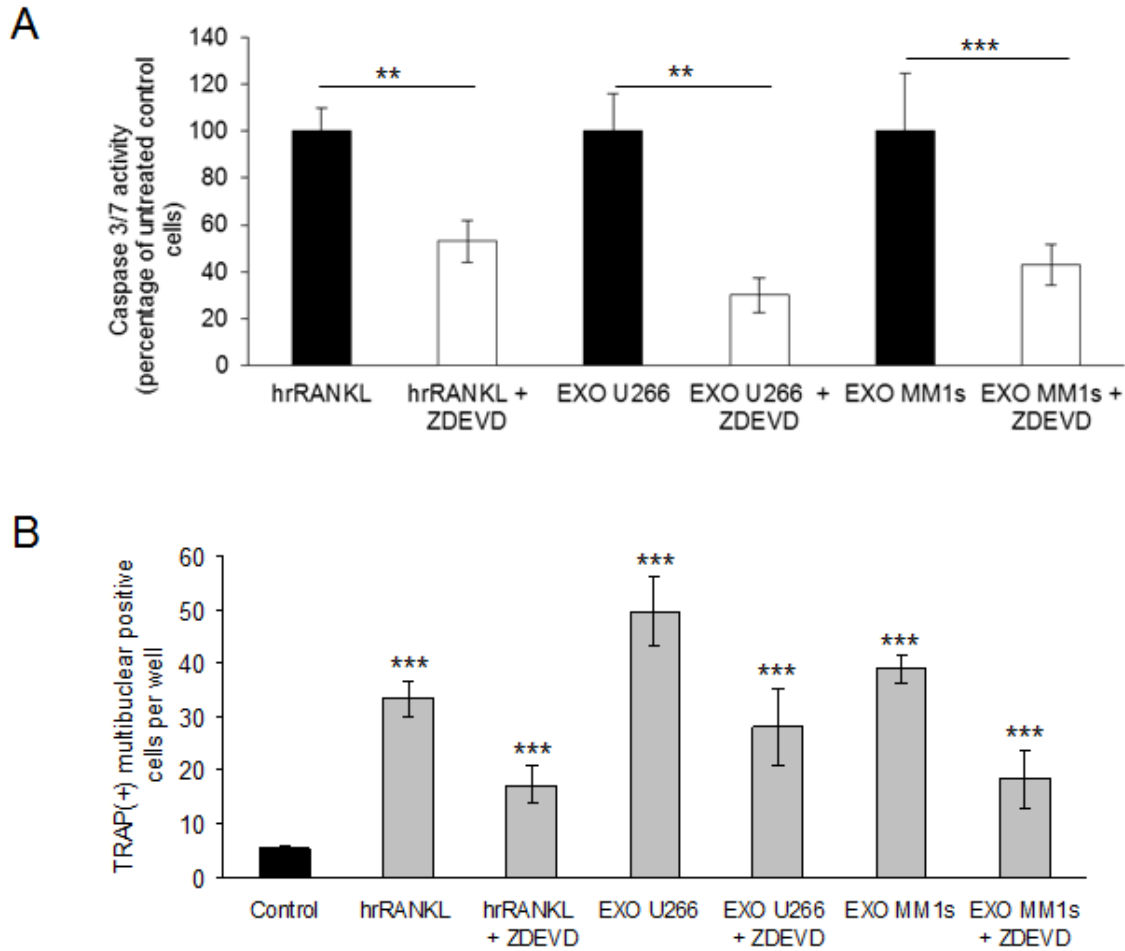 A
Caspase 3/7 activity
(percentage of untreated control
cells)
140
120
100
80
60
40
20
0
**
**
***
hrRANKL
hrRANKL +
ZDEVD
EXO U266
EXO U266 +
ZDEVD
EXO MM1s
EXO MM1s +
ZDEVD
B
TRAP(+) multibuclear positive
cells per well
60
50
40
30
20
10
0
***
***
***
***
***
***
Control
hrRANKL
hrRANKL
+ ZDEVD
EXO U266
EXO U266
+ ZDEVD
EXO MM1s
EXO MM1s
+ ZDEVD